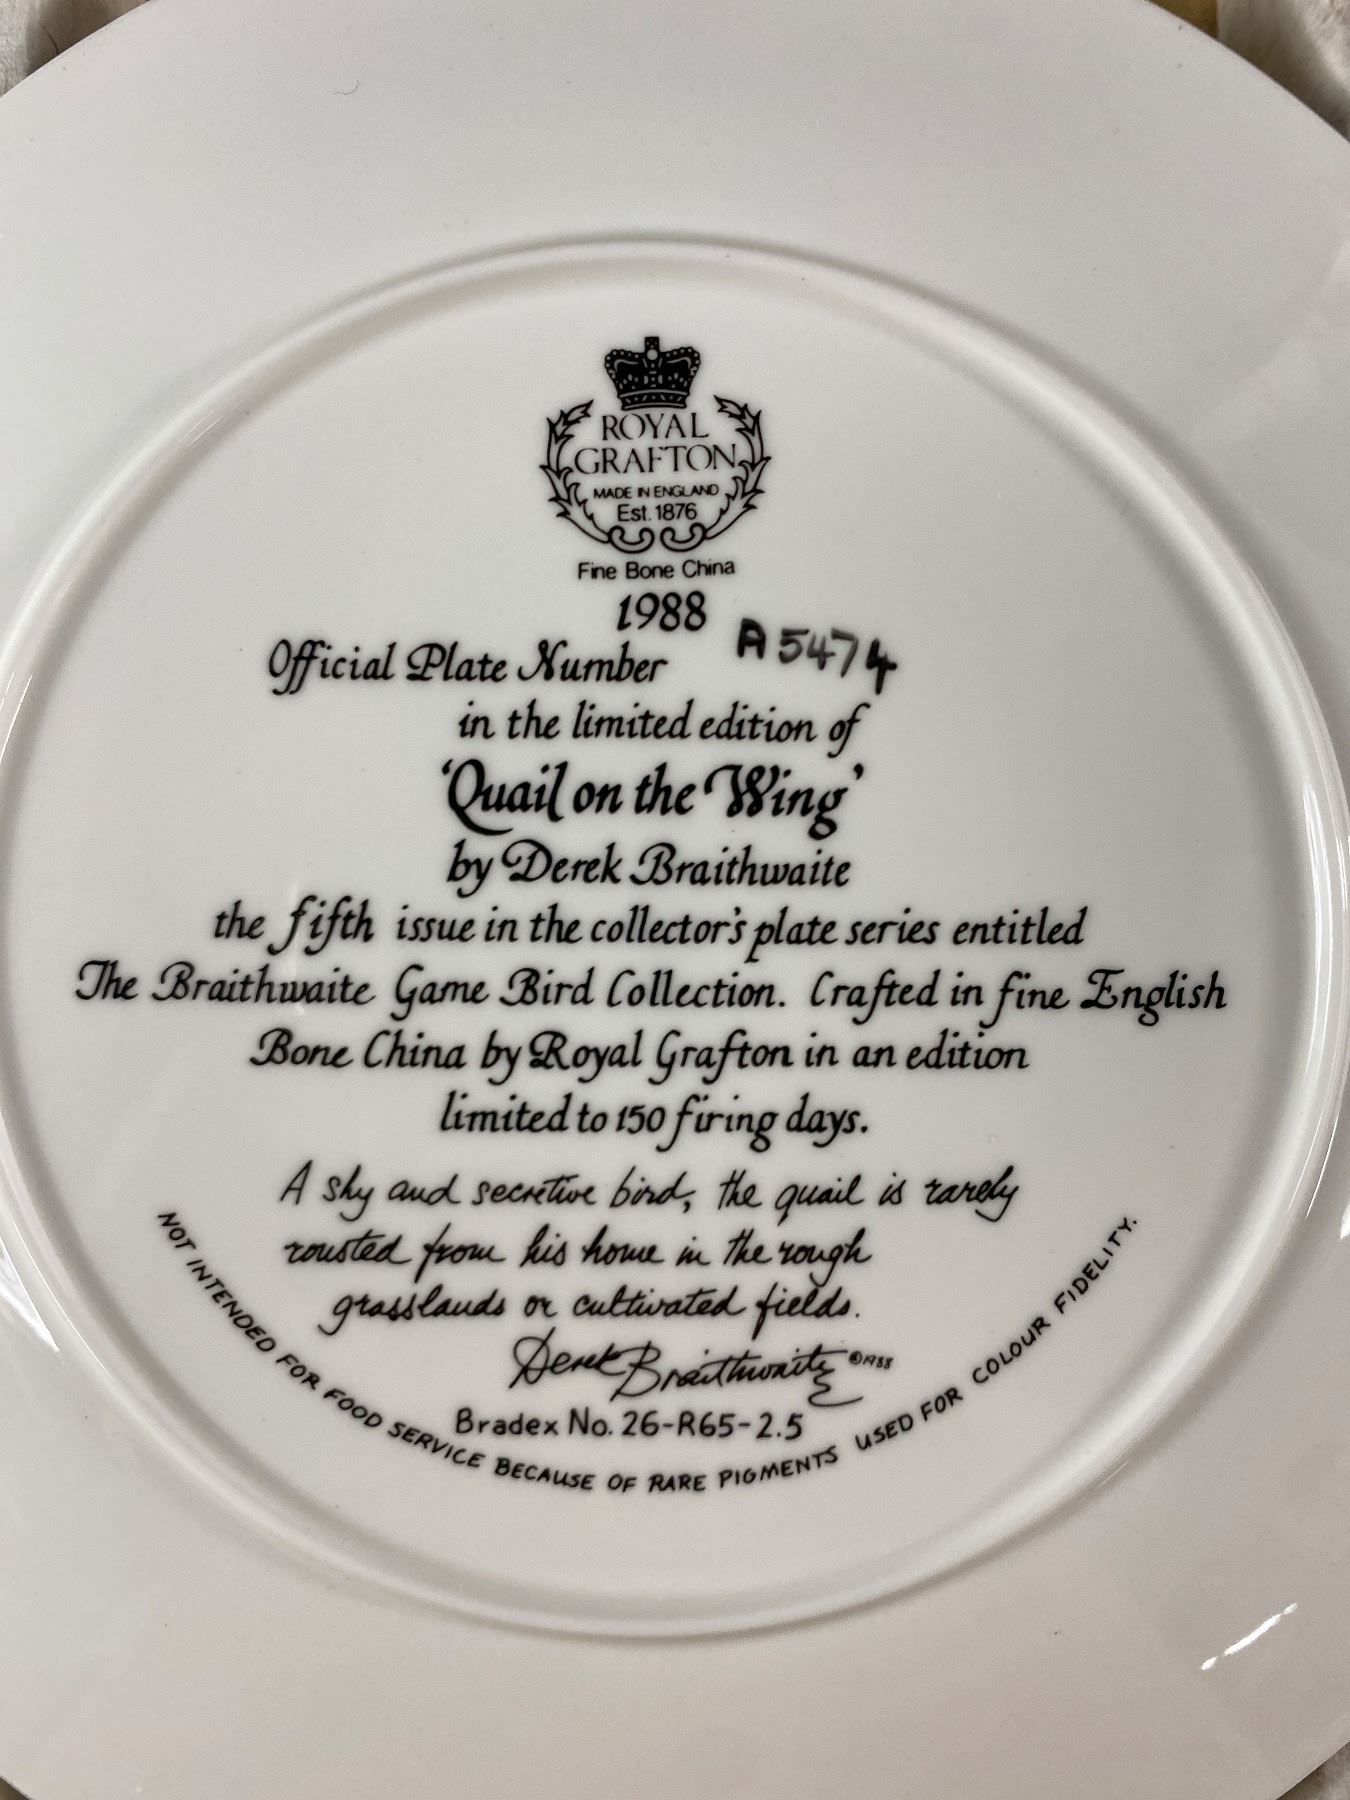 ROYAL
GRAFTON
MADE IN ENGLAND
Est. 1876
Fine Bone China
1988
Official Plate Number A5474
in the limited edition of
‘Quail on the Wing’
by Derek Braithwaite
the fifth issue in the collector's plate series entitled
The Braithwaite Game Bird Collection. Crafted in fine English
Bone China by Royal Grafton in an edition
limited to 150 firing days.
A shy and secretive bird, the quail is rarely
rousted from his home in the rough
grasslands or cultivated fields.
Derek Braithwaite ©1988
Bradex No. 26-R65-2.5
NOT INTENDED FOR FOOD SERVICE BECAUSE OF RARE PIGMENTS USED FOR COLOUR FIDELITY.